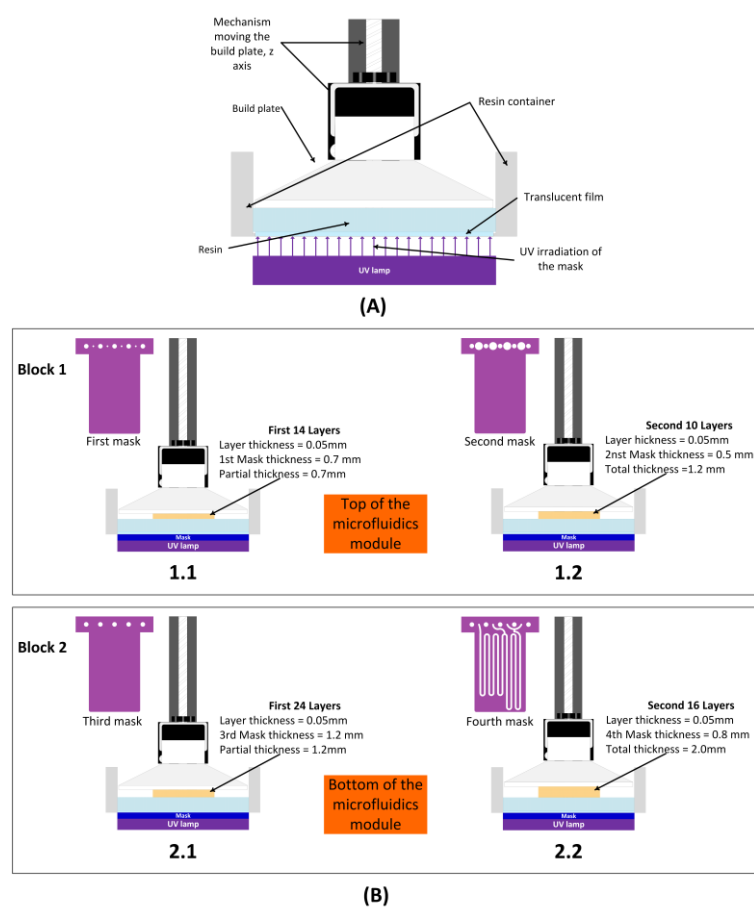 Mechanism
moving the
build plate, z
axis
Build plate
Resin container
Translucent film
Resin
UV irradiation of
the mask
UV lamp
(A)
Block 1
First mask
First 14 Layers
Layer thickness = 0.05mm
1st Mask thickness = 0.7 mm
Partial thickness = 0.7mm
Mask
UV lamp
1.1
Top of the
microfluidics
module
Second mask
Second 10 Layers
Layer hickness = 0.05mm
2nst Mask thickness = 0.5 mm
Total thickness =1.2 mm
Mask
UV lamp
1.2
Block 2
Third mask
First 24 Layers
Layer thickness = 0.05mm
3rd Mask thickness = 1.2 mm
Partial thickness = 1.2mm
Mask
UV lamp
2.1
Bottom of the
microfluidics
module
Fourth mask
Second 16 Layers
Layer thickness = 0.05mm
4th Mask thickness = 0.8 mm
Total thickness = 2.0mm
Mask
UV lamp
2.2
(B)